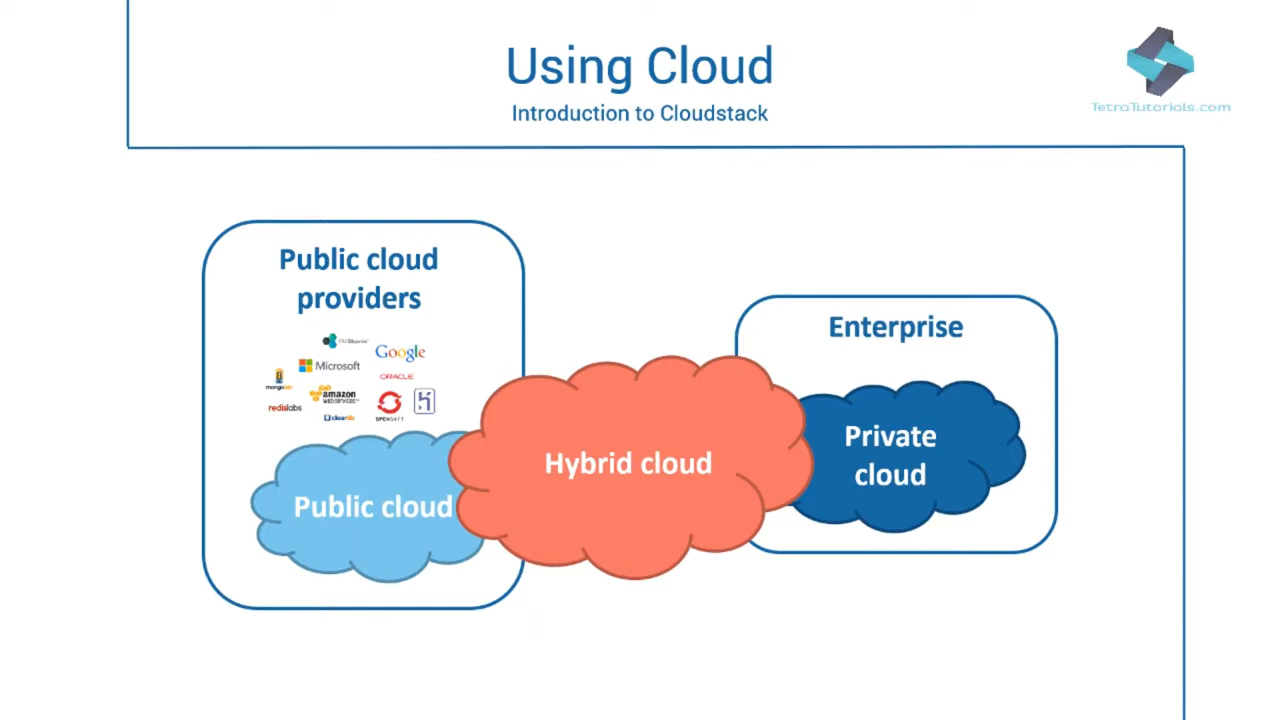 Using Cloud
Introduction to Cloudstack
TetraTutorials.com
Public cloud
providers
Google
Microsoft
ORACLE
amazon
redislabs
OPENSHIFT
Enterprise
Private
cloud
Hybrid cloud
Public cloud